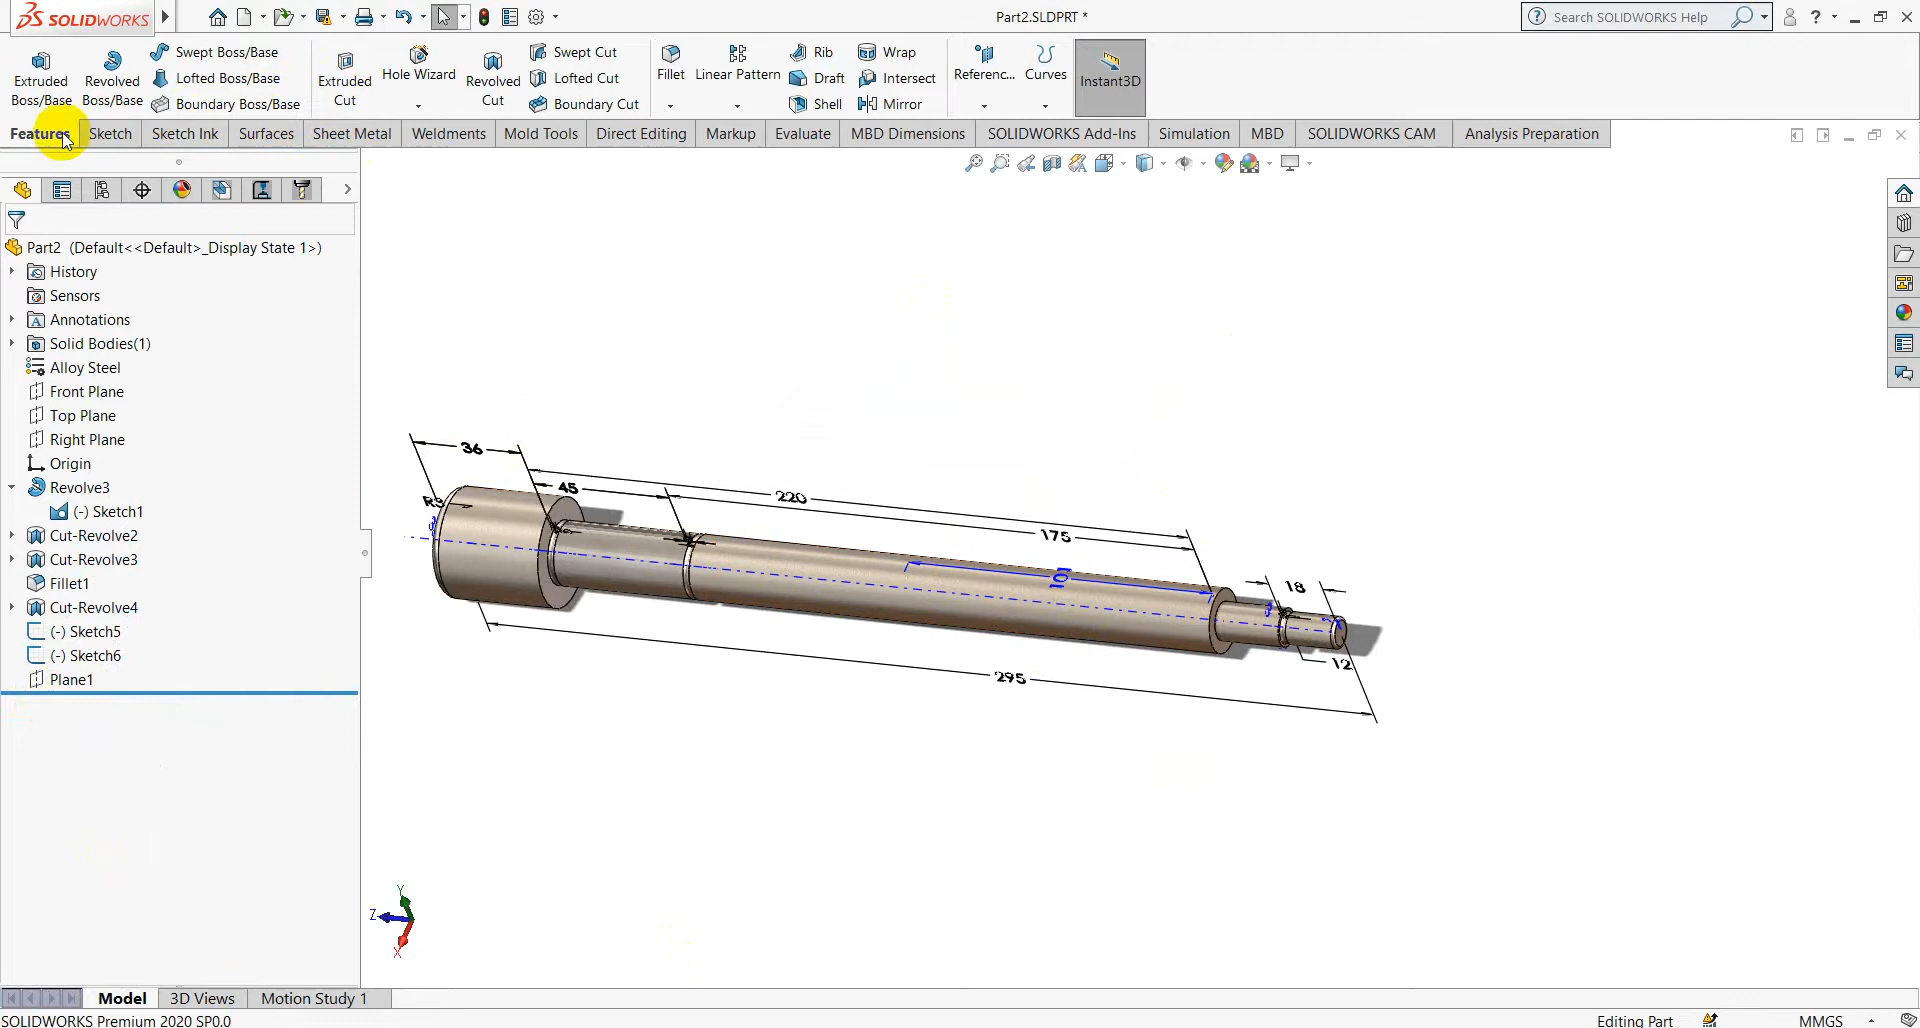 SOLIDWORKS
Part2.SLDPRT *
Search SOLIDWORKS Help
Extruded Boss/Base
Revolved Boss/Base
Swept Boss/Base
Lofted Boss/Base
Boundary Boss/Base
Extruded Cut
Hole Wizard
Revolved Cut
Swept Cut
Lofted Cut
Boundary Cut
Fillet
Linear Pattern
Rib
Draft
Shell
Wrap
Intersect
Mirror
Referenc...
Curves
Instant3D
Features
Sketch
Sketch Ink
Surfaces
Sheet Metal
Weldments
Mold Tools
Direct Editing
Markup
Evaluate
MBD Dimensions
SOLIDWORKS Add-Ins
Simulation
MBD
SOLIDWORKS CAM
Analysis Preparation
Part2 (Default<<Default>_Display State 1>)
History
Sensors
Annotations
Solid Bodies(1)
Alloy Steel
Front Plane
Top Plane
Right Plane
Origin
Revolve3
(-) Sketch1
Cut-Revolve2
Cut-Revolve3
Fillet1
Cut-Revolve4
(-) Sketch5
(-) Sketch6
Plane1
36
45
220
175
101
18
12
295
R3
Y
Z
X
Model
3D Views
Motion Study 1
SOLIDWORKS Premium 2020 SP0.0
Editing Part
MMGS